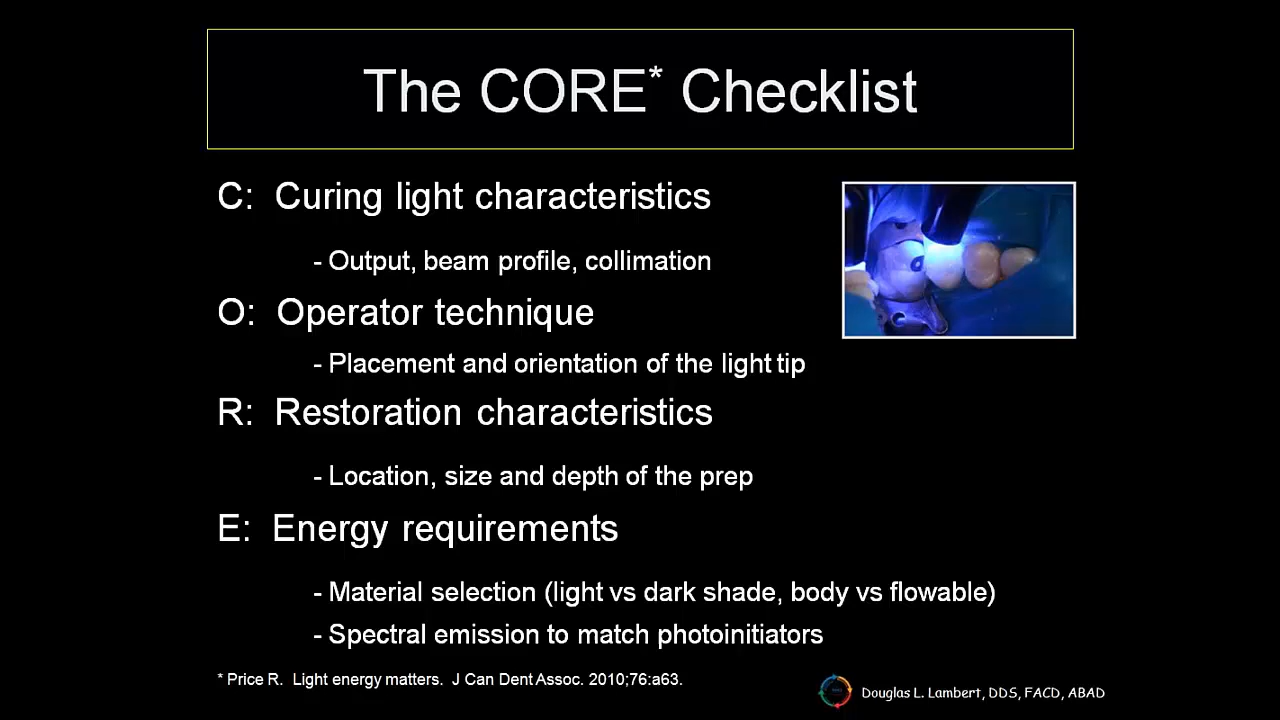 The CORE* Checklist
C: Curing light characteristics
- Output, beam profile, collimation
O: Operator technique
- Placement and orientation of the light tip
R: Restoration characteristics
- Location, size and depth of the prep
E: Energy requirements
- Material selection (light vs dark shade, body vs flowable)
- Spectral emission to match photoinitiators
* Price R. Light energy matters. J Can Dent Assoc. 2010;76:a63.
Douglas L. Lambert, DDS, FACD, ABAD